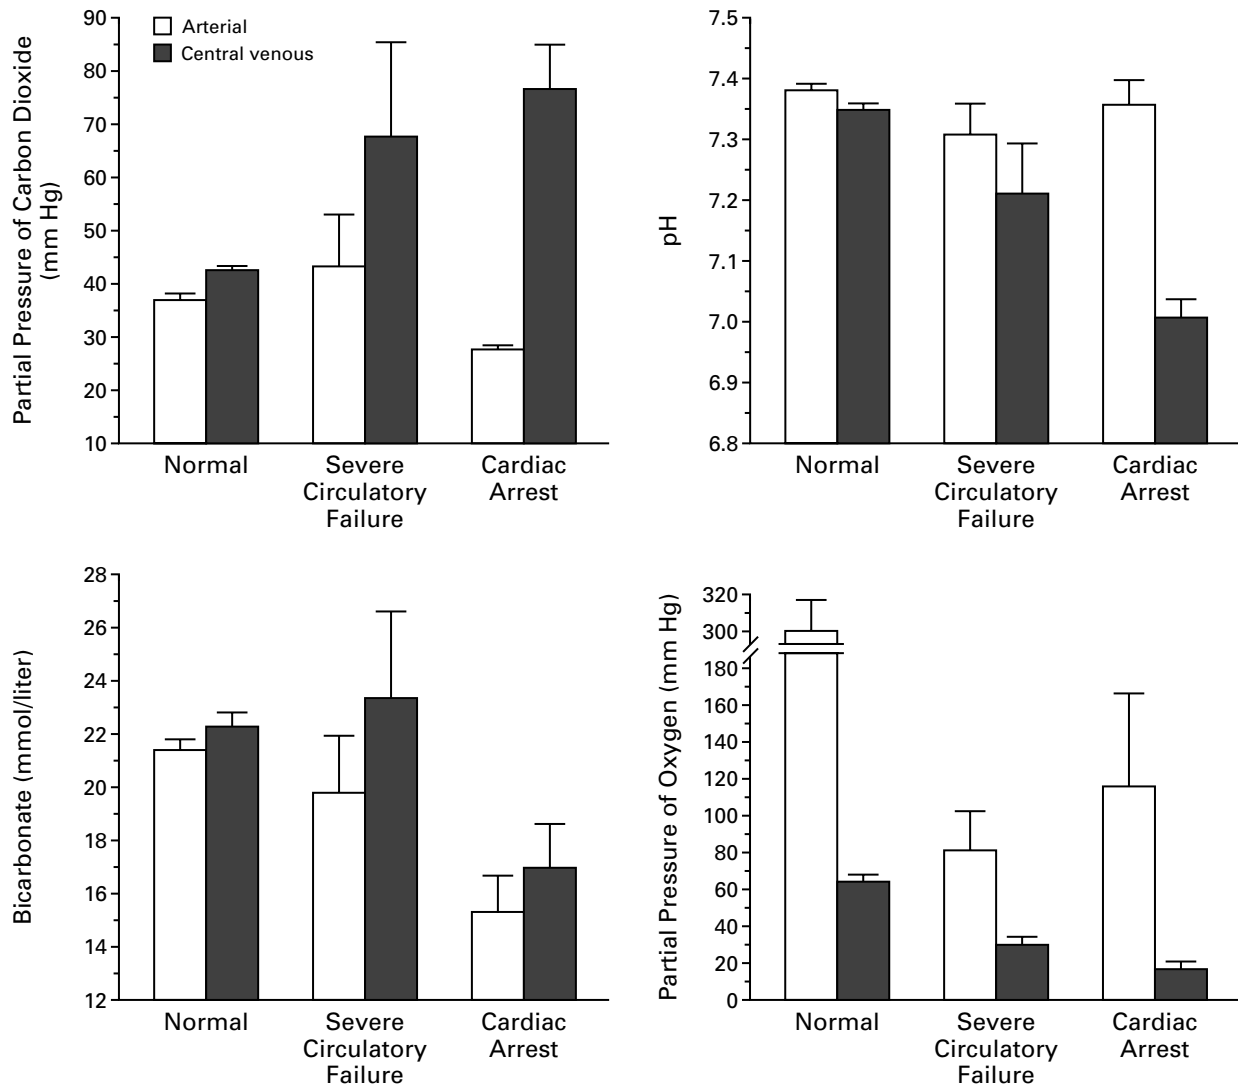 Partial Pressure of Carbon Dioxide
(mm Hg)
90
80
70
60
50
40
30
20
10
Arterial
Central venous
Normal
Severe
Circulatory
Failure
Cardiac
Arrest
pH
7.5
7.4
7.3
7.2
7.1
7.0
6.9
6.8
Normal
Severe
Circulatory
Failure
Cardiac
Arrest
Bicarbonate (mmol/liter)
28
26
24
22
20
18
16
14
12
Normal
Severe
Circulatory
Failure
Cardiac
Arrest
Partial Pressure of Oxygen (mm Hg)
320
300
180
160
140
120
100
80
60
40
20
0
Normal
Severe
Circulatory
Failure
Cardiac
Arrest